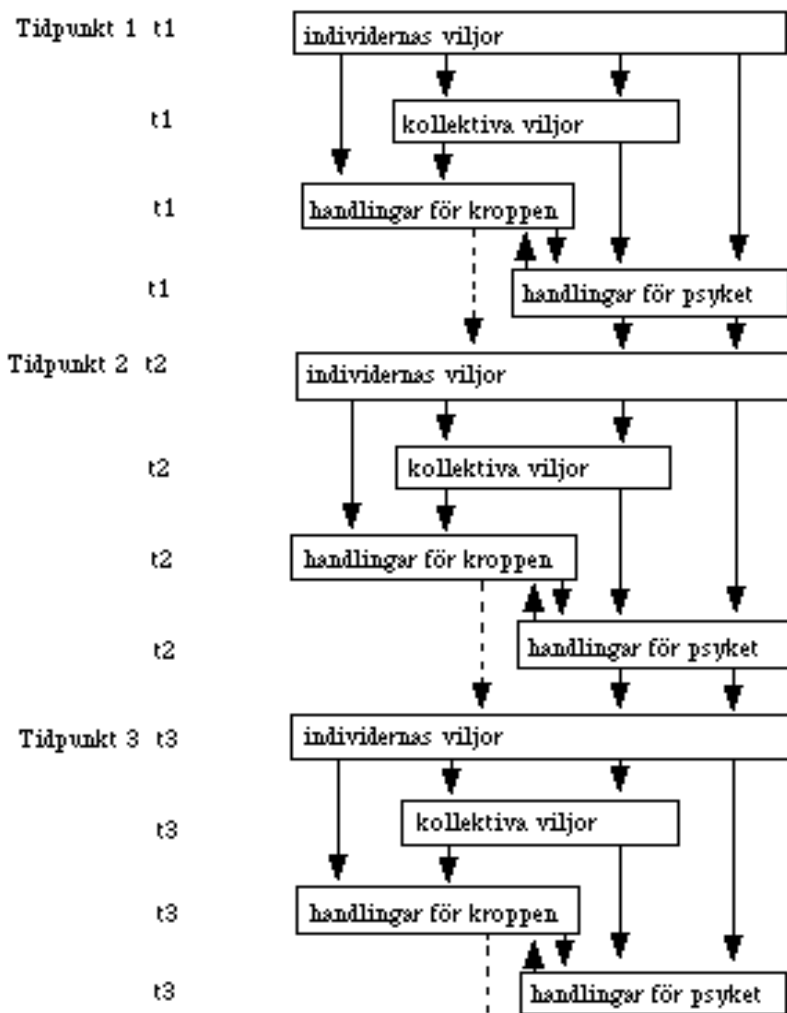 Tidpunkt 1 t1
individernas viljor
t1
kollektiva viljor
t1
handlingar för kroppen
t1
handlingar för psyket
Tidpunkt 2 t2
individernas viljor
t2
kollektiva viljor
t2
handlingar för kroppen
t2
handlingar för psyket
Tidpunkt 3 t3
individernas viljor
t3
kollektiva viljor
t3
handlingar för kroppen
t3
handlingar för psyket